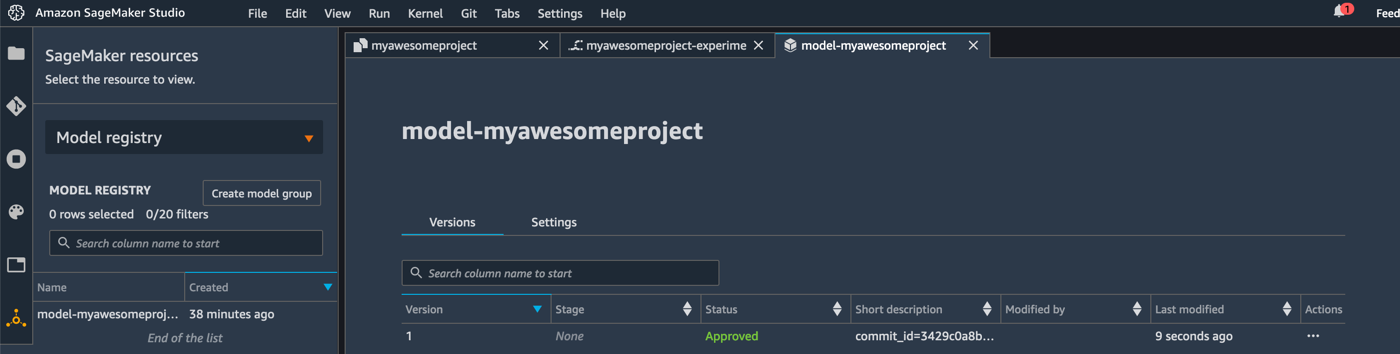 Amazon SageMaker Studio File Edit View Run Kernel Git Tabs Settings Help 1 Feed
SageMaker resources
Select the resource to view.
Model registry
MODEL REGISTRY Create model group
0 rows selected 0/20 filters
Search column name to start
Name Created
model-myawesomeproj... 38 minutes ago
End of the list
myawesomeproject myawesomeproject-experime model-myawesomeproject
model-myawesomeproject
Versions Settings
Search column name to start
Version Stage Status Short description Modified by Last modified Actions
1 None Approved commit_id=3429c0a8b... 9 seconds ago ...